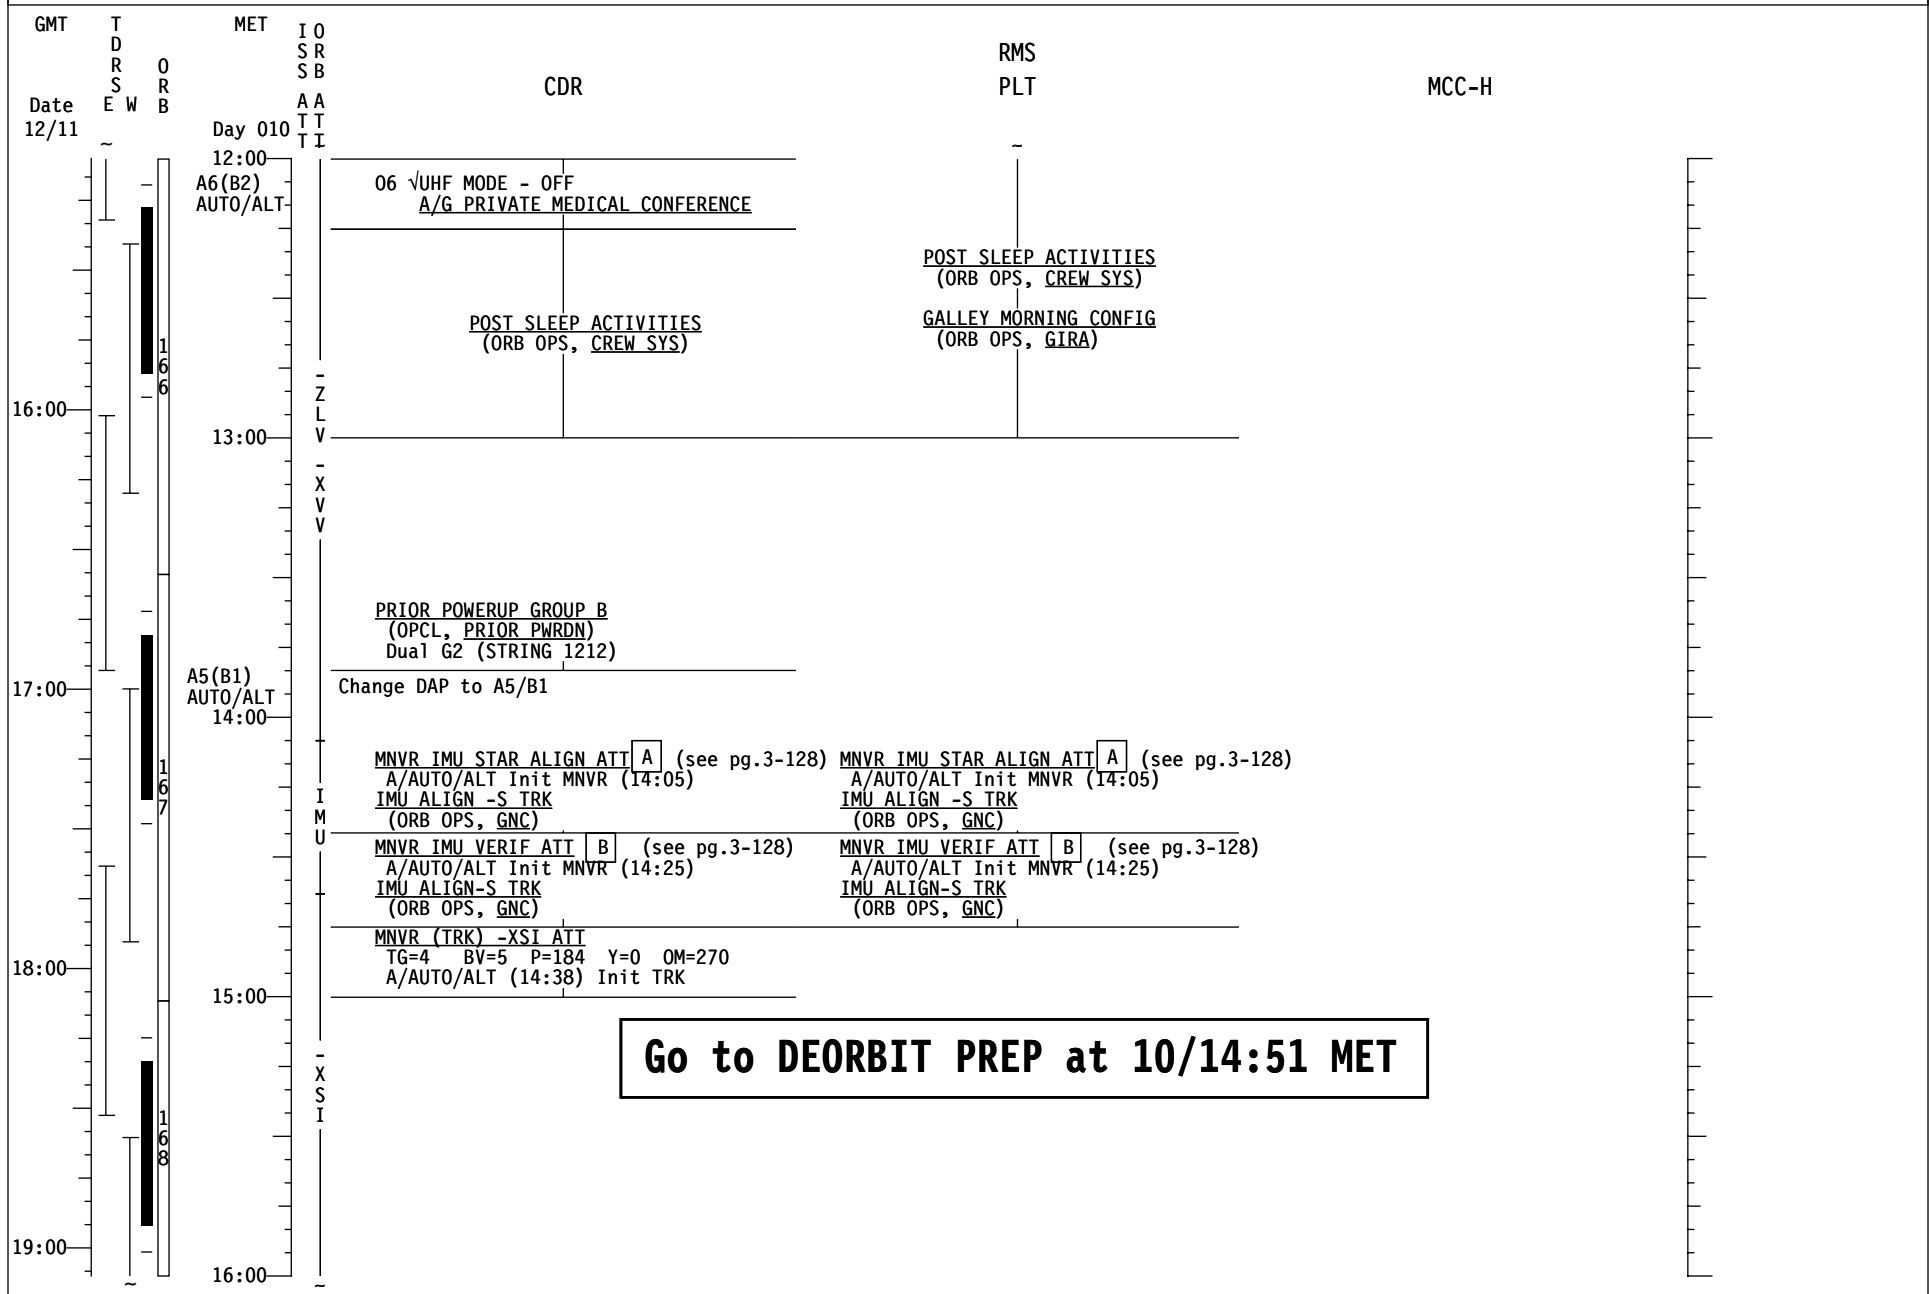 GMT
TDRS
MET
ISS ATT
ORB ATT
ORB
E W
Date
12/11
Day 010
CDR
RMS
PLT
MCC-H
~
~
12:00
A6(B2)
AUTO/ALT
O6 √UHF MODE - OFF
A/G PRIVATE MEDICAL CONFERENCE
POST SLEEP ACTIVITIES
(ORB OPS, CREW SYS)
GALLEY MORNING CONFIG
(ORB OPS, GIRA)
POST SLEEP ACTIVITIES
(ORB OPS, CREW SYS)
166
16:00
13:00
-ZLV -XVV
PRIOR POWERUP GROUP B
(OPCL, PRIOR PWRDN)
Dual G2 (STRING 1212)
A5(B1)
AUTO/ALT
17:00
Change DAP to A5/B1
14:00
167
IMU
MNVR IMU STAR ALIGN ATT A (see pg.3-128)
A/AUTO/ALT Init MNVR (14:05)
IMU ALIGN -S TRK
(ORB OPS, GNC)
MNVR IMU STAR ALIGN ATT A (see pg.3-128)
A/AUTO/ALT Init MNVR (14:05)
IMU ALIGN -S TRK
(ORB OPS, GNC)
MNVR IMU VERIF ATT B (see pg.3-128)
A/AUTO/ALT Init MNVR (14:25)
IMU ALIGN-S TRK
(ORB OPS, GNC)
MNVR IMU VERIF ATT B (see pg.3-128)
A/AUTO/ALT Init MNVR (14:25)
IMU ALIGN-S TRK
(ORB OPS, GNC)
MNVR (TRK) -XSI ATT
TG=4 BV=5 P=184 Y=0 OM=270
A/AUTO/ALT (14:38) Init TRK
18:00
15:00
Go to DEORBIT PREP at 10/14:51 MET
-XSI
168
19:00
16:00
~
~